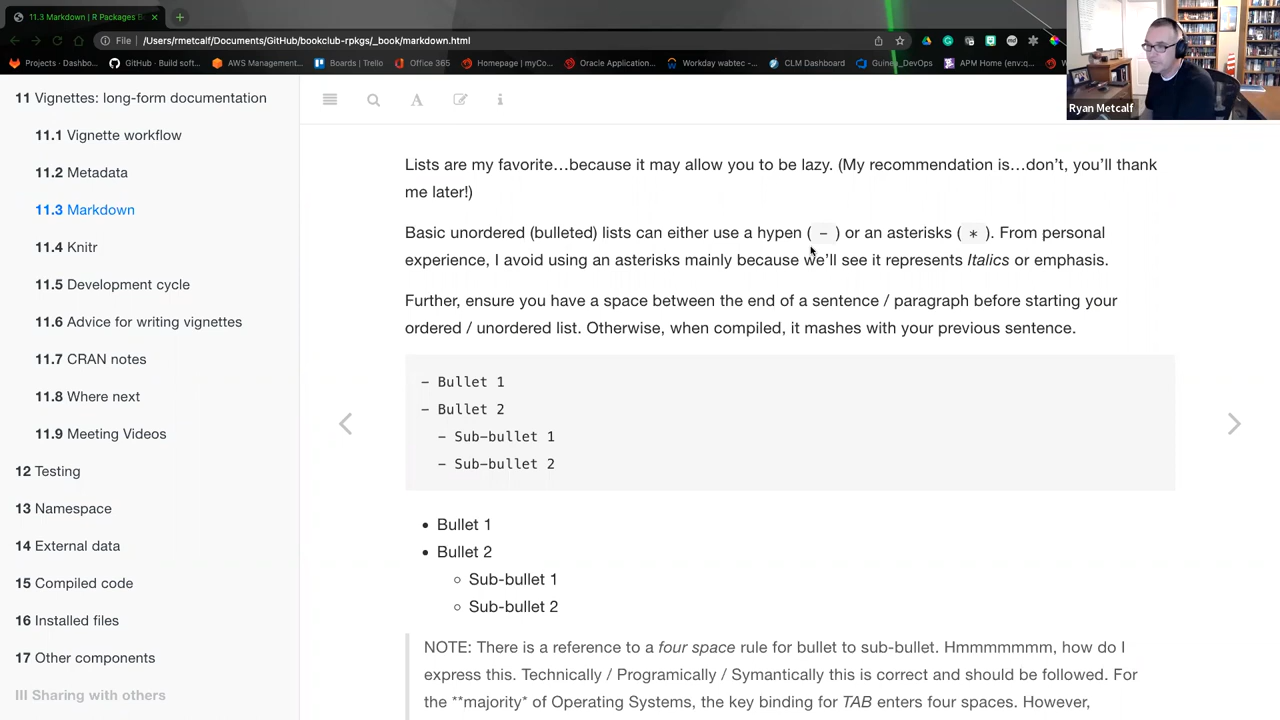 11.3 Markdown | R Packages B
File
/Users/rmetcalf/Documents/GitHub/bookclub-rpkgs/_book/markdown.html
Projects · Dashbo...
GitHub · Build soft...
AWS Management...
Boards | Trello
Office 365
Homepage | myCo...
Oracle Application...
Workday wabtec -...
CLM Dashboard
Guinea_DevOps
APM Home (env:q...
Ryan Metcalf
11 Vignettes: long-form documentation
11.1 Vignette workflow
11.2 Metadata
11.3 Markdown
11.4 Knitr
11.5 Development cycle
11.6 Advice for writing vignettes
11.7 CRAN notes
11.8 Where next
11.9 Meeting Videos
12 Testing
13 Namespace
14 External data
15 Compiled code
16 Installed files
17 Other components
III Sharing with others
Lists are my favorite…because it may allow you to be lazy. (My recommendation is…don't, you'll thank
me later!)
Basic unordered (bulleted) lists can either use a hypen ( - ) or an asterisks ( * ). From personal
experience, I avoid using an asterisks mainly because we'll see it represents Italics or emphasis.
Further, ensure you have a space between the end of a sentence / paragraph before starting your
ordered / unordered list. Otherwise, when compiled, it mashes with your previous sentence.
- Bullet 1
- Bullet 2
- Sub-bullet 1
- Sub-bullet 2
• Bullet 1
• Bullet 2
○ Sub-bullet 1
○ Sub-bullet 2
NOTE: There is a reference to a four space rule for bullet to sub-bullet. Hmmmmmmm, how do I
express this. Technically / Programically / Symantically this is correct and should be followed. For
the **majority* of Operating Systems, the key binding for TAB enters four spaces. However,